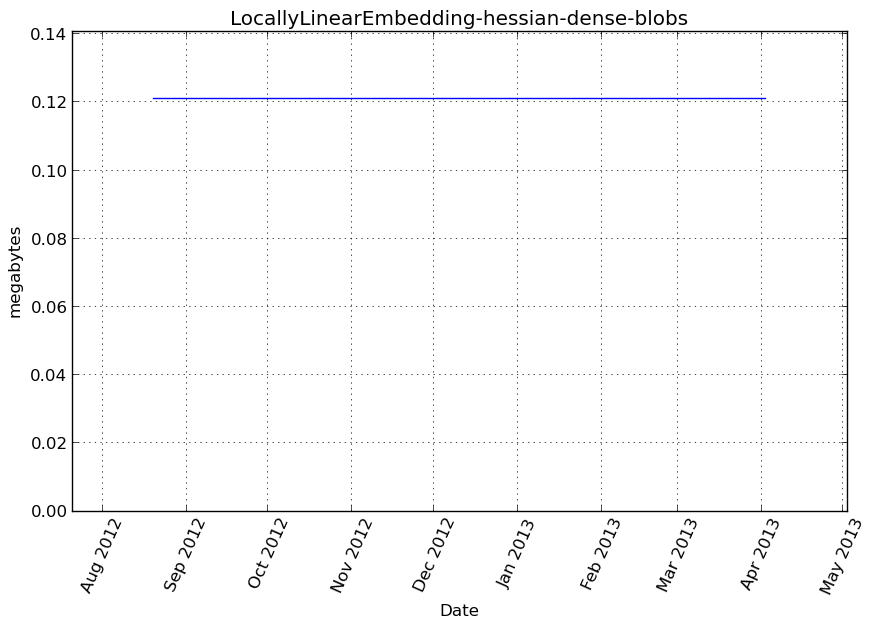 LocallyLinearEmbedding-hessian-dense-blobs
0.14
0.12
0.10
0.08
0.06
0.04
0.02
0.00
megabytes
Aug 2012
Sep 2012
Oct 2012
Nov 2012
Dec 2012
Jan 2013
Feb 2013
Mar 2013
Apr 2013
May 2013
Date